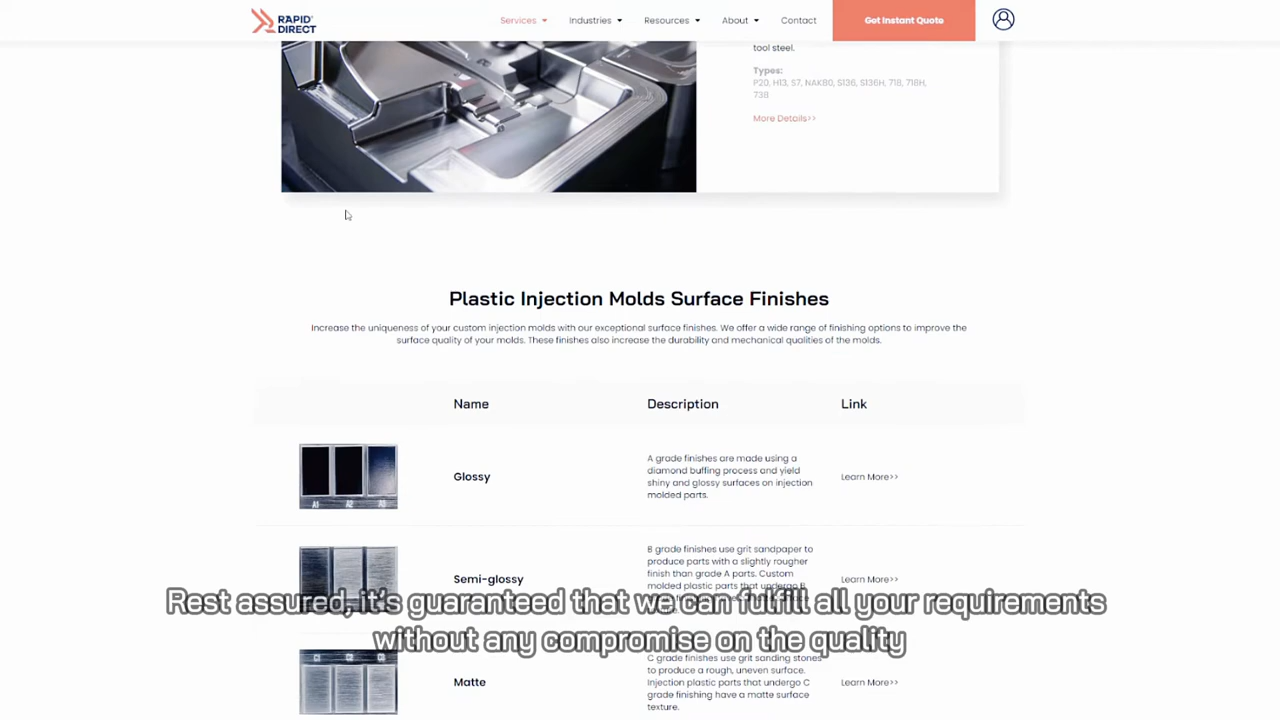 RAPID
DIRECT
Services
Industries
Resources
About
Contact
Get Instant Quote
tool steel.
Types:
P20, H13, S7, NAK80, S136, S136H, 718, 718H,
738
More Details>>
Plastic Injection Molds Surface Finishes
Increase the uniqueness of your custom injection molds with our exceptional surface finishes. We offer a wide range of finishing options to improve the
surface quality of your molds. These finishes also increase the durability and mechanical qualities of the molds.
Name
Description
Link
A1 A2 A3
Glossy
A grade finishes are made using a
diamond buffing process and yield
shiny and glossy surfaces on injection
molded parts.
Learn More>>
Semi-glossy
B grade finishes use grit sandpaper to
produce parts with a slightly rougher
finish than grade A parts. Custom
molded plastic parts that undergo B
Learn More>>
Rest assured, it's guaranteed that we can fulfill all your requirements
without any compromise on the quality
C1 C2 C3
Matte
C grade finishes use grit sanding stones
to produce a rough, uneven surface.
Injection plastic parts that undergo C
grade finishing have a matte surface
texture.
Learn More>>